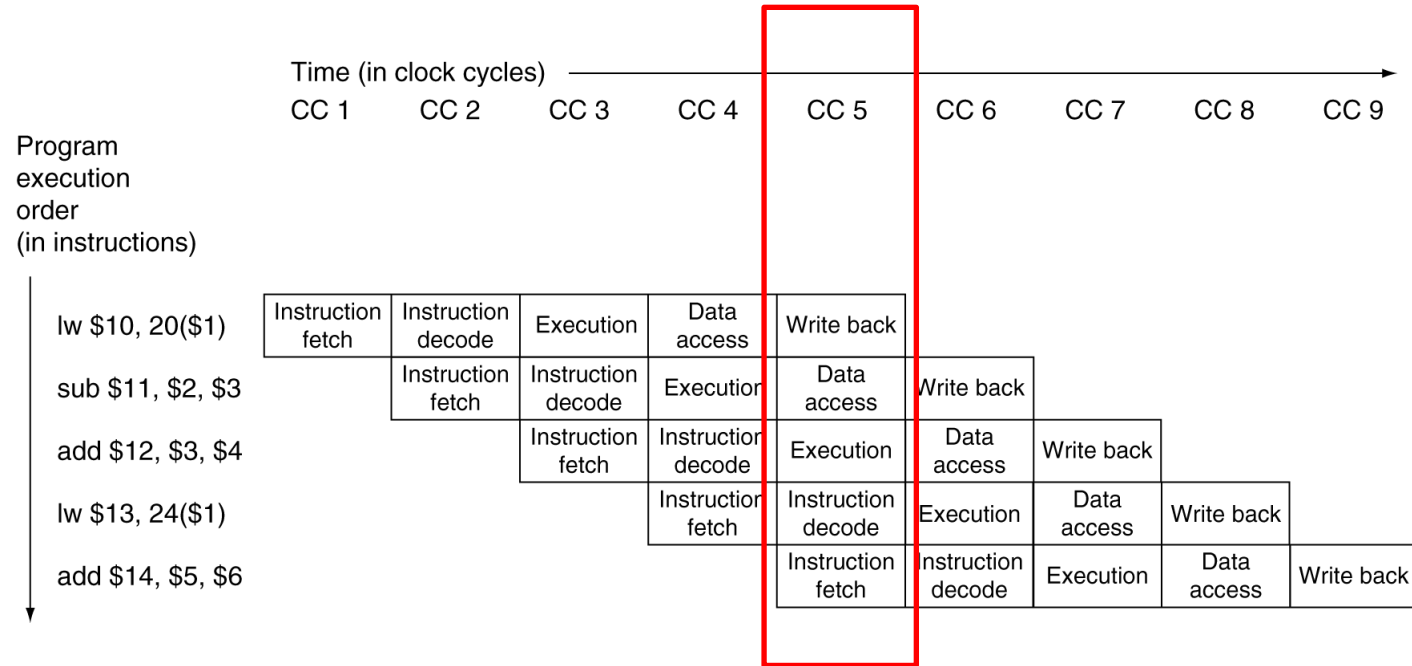 Time (in clock cycles)
CC 1 CC 2 CC 3 CC 4 CC 5 CC 6 CC 7 CC 8 CC 9
Program
execution
order
(in instructions)
lw $10, 20($1)
Instruction
fetch
Instruction
decode
Execution
Data
access
Write back
sub $11, $2, $3
Instruction
fetch
Instruction
decode
Execution
Data
access
Write back
add $12, $3, $4
Instruction
fetch
Instruction
decode
Execution
Data
access
Write back
lw $13, 24($1)
Instruction
fetch
Instruction
decode
Execution
Data
access
Write back
add $14, $5, $6
Instruction
fetch
Instruction
decode
Execution
Data
access
Write back